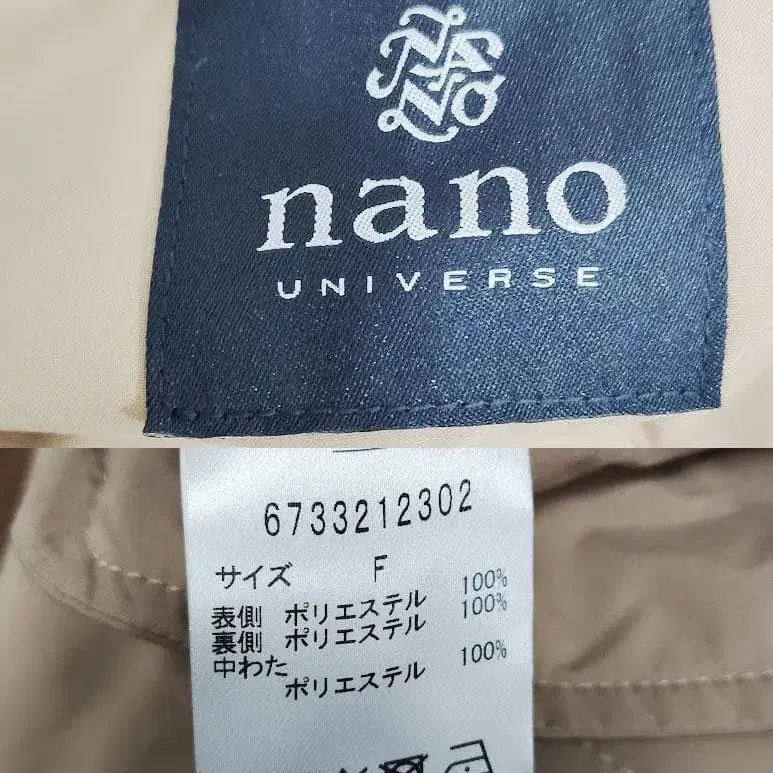 nano
UNIVERSE
6733212302
サイズ F
表側 ポリエステル 100%
裏側 ポリエステル 100%
中わた
ポリエステル 100%